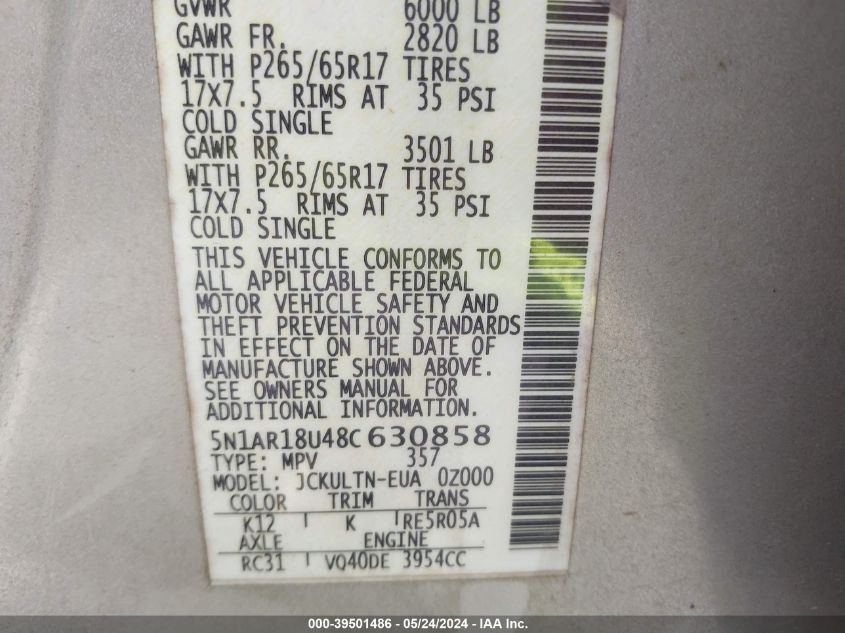 GVWR 6000 LB
GAWR FR. 2820 LB
WITH P265/65R17 TIRES
17X7.5 RIMS AT 35 PSI
COLD SINGLE
GAWR RR. 3501 LB
WITH P265/65R17 TIRES
17X7.5 RIMS AT 35 PSI
COLD SINGLE
THIS VEHICLE CONFORMS TO
ALL APPLICABLE FEDERAL
MOTOR VEHICLE SAFETY AND
THEFT PREVENTION STANDARDS
IN EFFECT ON THE DATE OF
MANUFACTURE SHOWN ABOVE.
SEE OWNERS MANUAL FOR
ADDITIONAL INFORMATION.
5N1AR18U48C630858
TYPE: MPV 357
MODEL: JCKULTN-EUA 0Z000
COLOR TRIM TRANS
K12 K RE5R05A
AXLE ENGINE
RC31 VQ40DE 3954CC
000-39501486 - 05/24/2024 - IAA Inc.